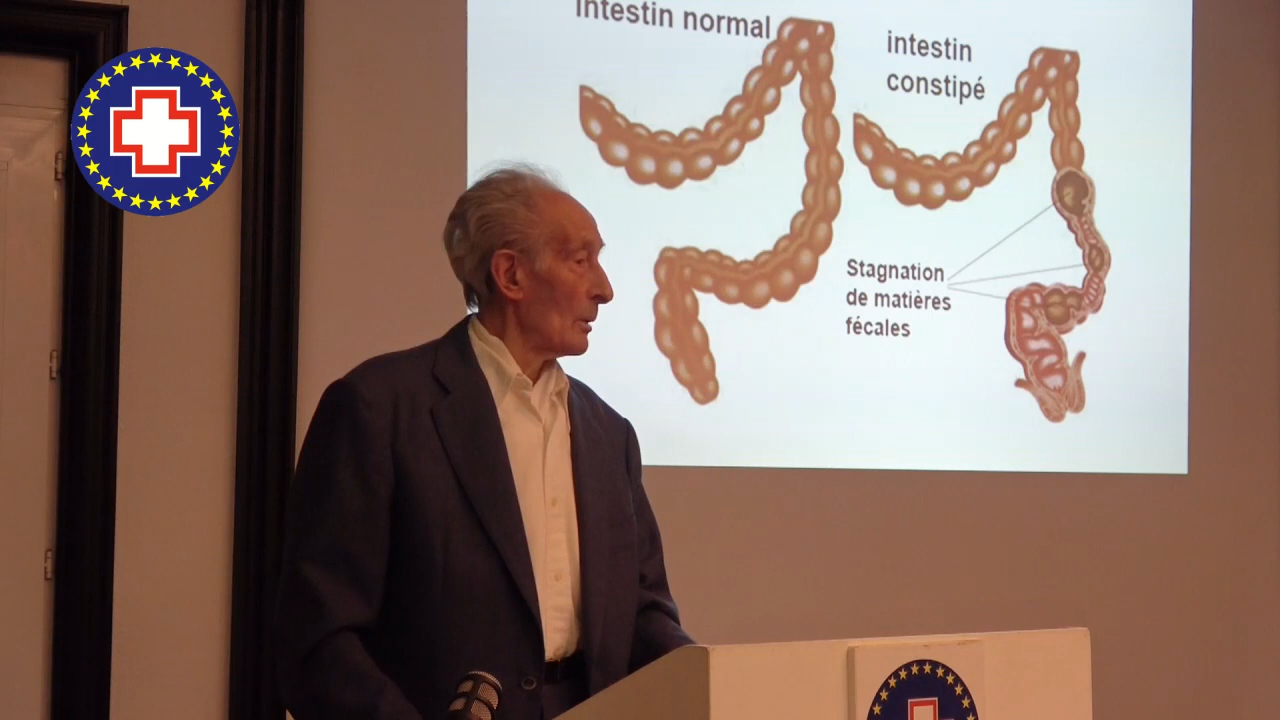 intestin normal
intestin
constipé
Stagnation
de matières
fécales